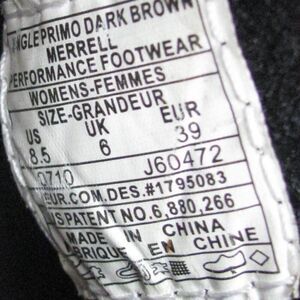 PRIMO DARK BROWN
MERRELL
PERFORMANCE FOOTWEAR
WOMENS-FEMMES
SIZE-GRANDEUR
US UK EUR
8.5 6 39
0710 J60472
EUR.COM.DES.#1795083
US PATENT NO. 6,880,266
MADE IN CHINA
FABRIQUE EN CHINE